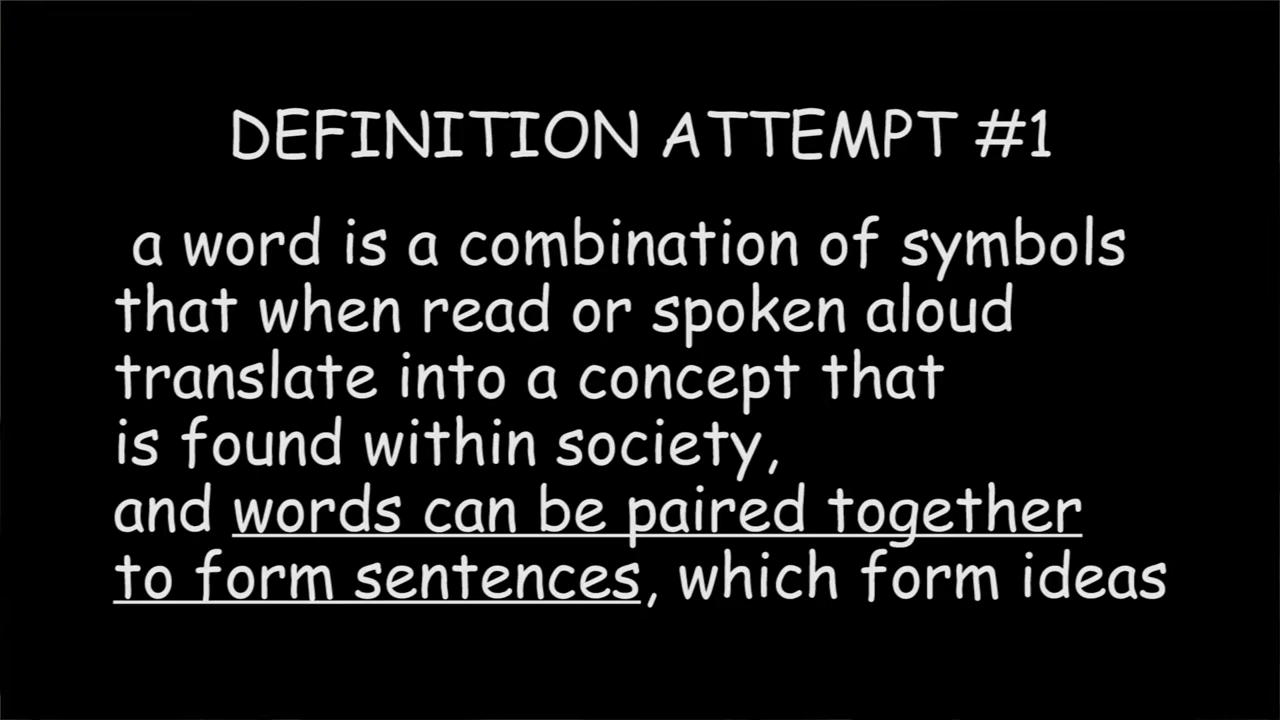 DEFINITION ATTEMPT #1
a word is a combination of symbols
that when read or spoken aloud
translate into a concept that
is found within society,
and words can be paired together
to form sentences, which form ideas